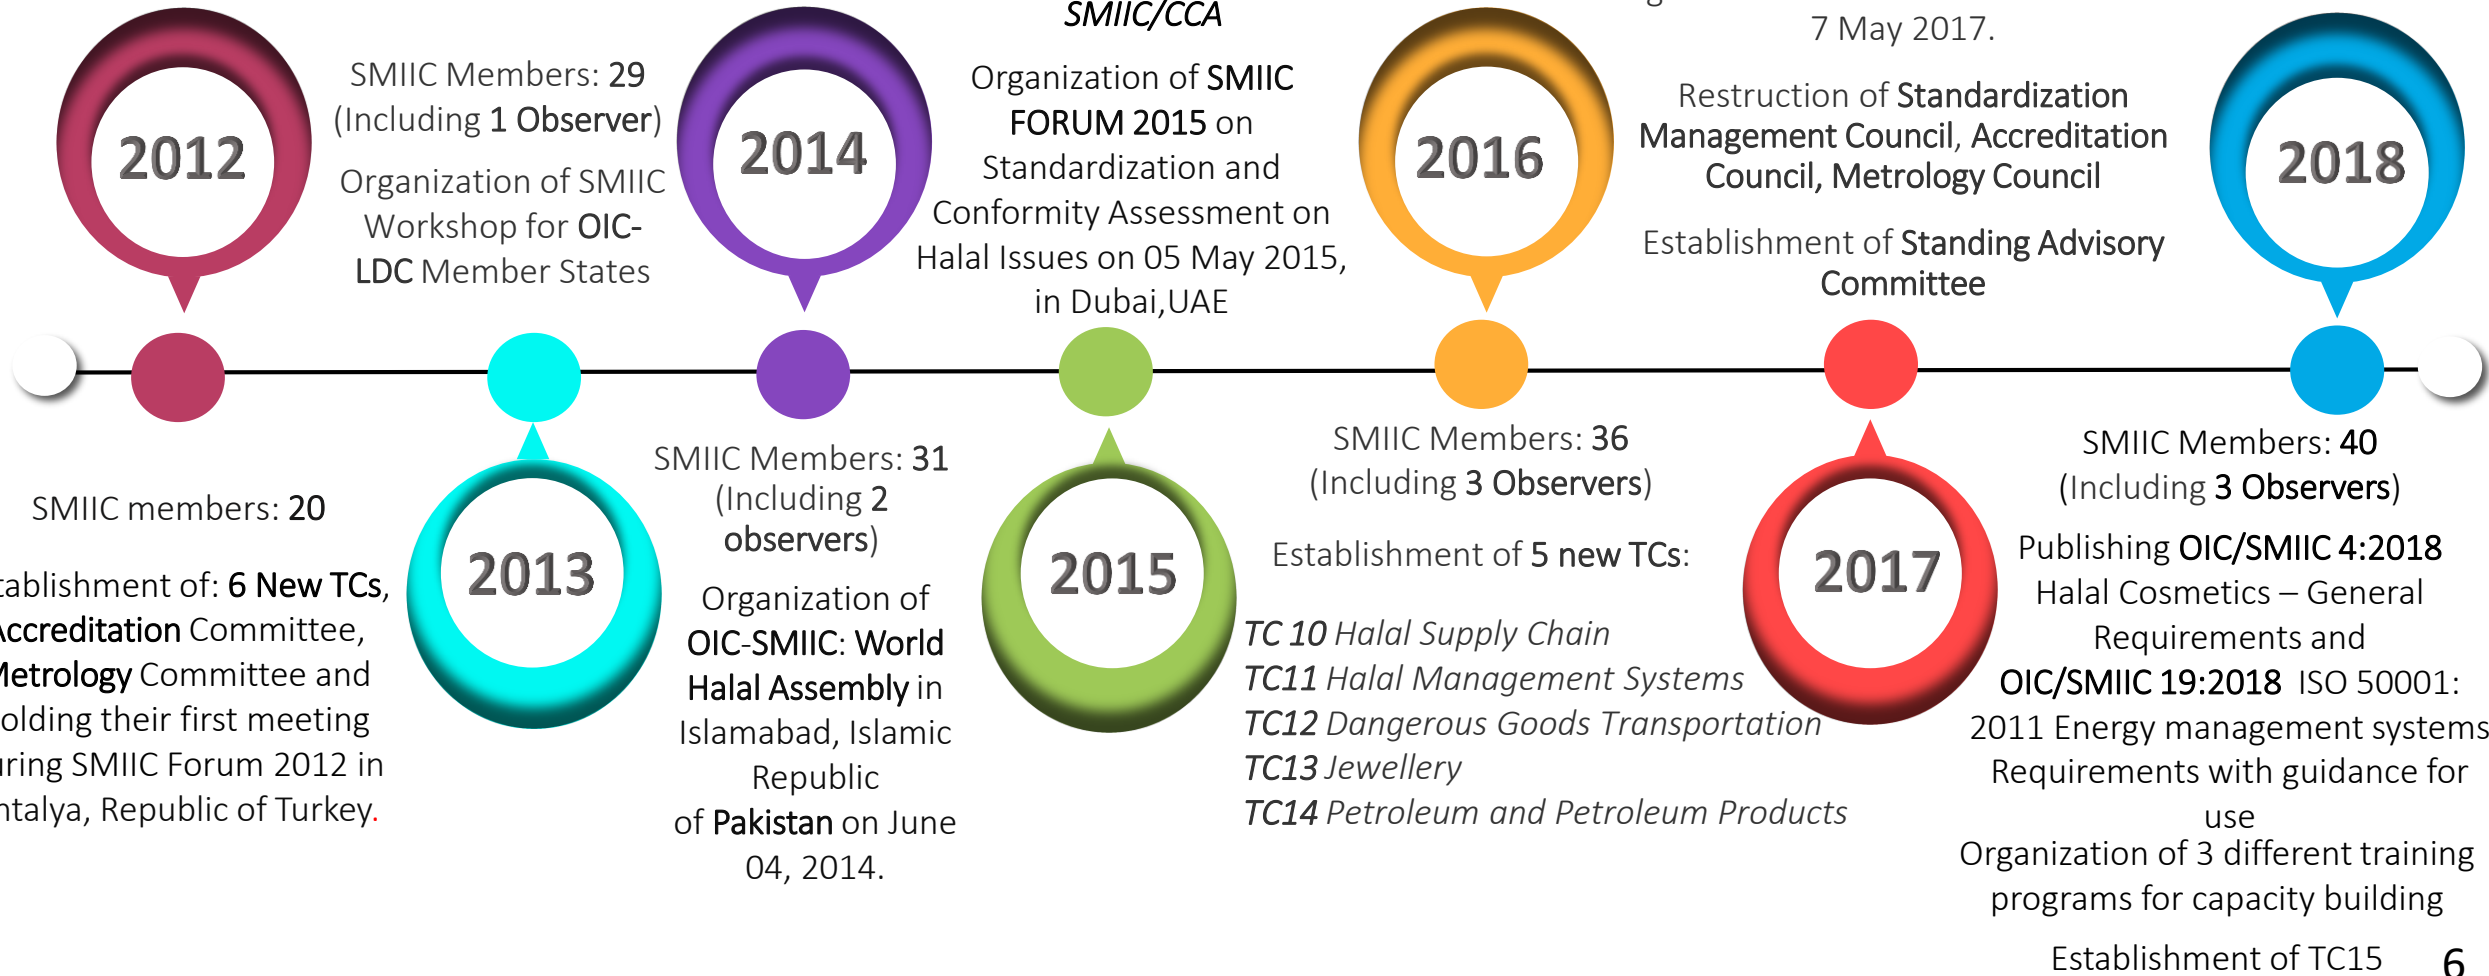 2012
SMIIC members: 20
6 New TCs,
Committee,
Committee and
their first meeting
SMIIC Forum 2012 in
Republic of Turkey.
SMIIC Members: 29
(Including 1 Observer)
Organization of SMIIC
Workshop for OIC-
LDC Member States
2013
2014
SMIIC Members: 31
(Including 2
observers)
Organization of
OIC-SMIIC: World
Halal Assembly in
Islamabad, Islamic
Republic
of Pakistan on June
04, 2014.
SMIIC/CCA
Organization of SMIIC
FORUM 2015 on
Standardization and
Conformity Assessment on
Halal Issues on 05 May 2015,
in Dubai,UAE
2015
2016
SMIIC Members: 36
(Including 3 Observers)
Establishment of 5 new TCs:
TC 10 Halal Supply Chain
TC11 Halal Management Systems
TC12 Dangerous Goods Transportation
TC13 Jewellery
TC14 Petroleum and Petroleum Products
7 May 2017.
Restruction of Standardization
Management Council, Accreditation
Council, Metrology Council
Establishment of Standing Advisory
Committee
2017
2018
SMIIC Members: 40
(Including 3 Observers)
Publishing OIC/SMIIC 4:2018
Halal Cosmetics – General
Requirements and
OIC/SMIIC 19:2018 ISO 50001:
2011 Energy management systems
Requirements with guidance for
use
Organization of 3 different training
programs for capacity building
Establishment of TC15
6